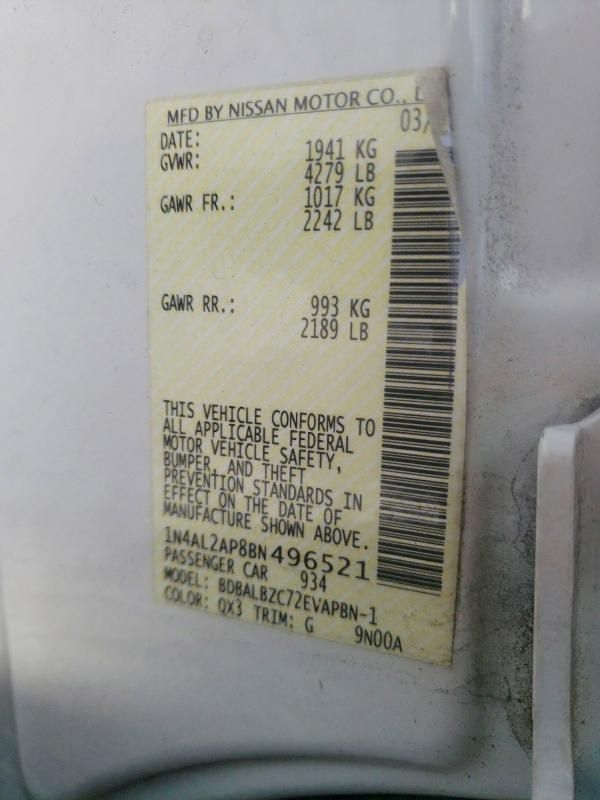 MFD BY NISSAN MOTOR CO., L
DATE: 03/
GVWR: 1941 KG
4279 LB
GAWR FR.: 1017 KG
2242 LB
GAWR RR.: 993 KG
2189 LB
THIS VEHICLE CONFORMS TO
ALL APPLICABLE FEDERAL
MOTOR VEHICLE SAFETY,
BUMPER, AND THEFT
PREVENTION STANDARDS IN
EFFECT ON THE DATE OF
MANUFACTURE SHOWN ABOVE.
1N4AL2AP8BN496521
PASSENGER CAR 934
MODEL: BDBALBZC72EVAPBN-1
COLOR: QX3 TRIM: G 9N00A